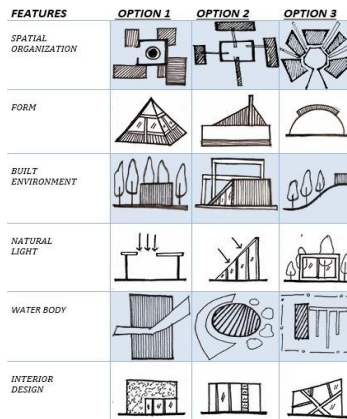 FEATURES OPTION 1 OPTION 2 OPTION 3
SPATIAL
ORGANIZATION
FORM
BUILT
ENVIRONMENT
NATURAL
LIGHT
WATER BODY
INTERIOR
DESIGN